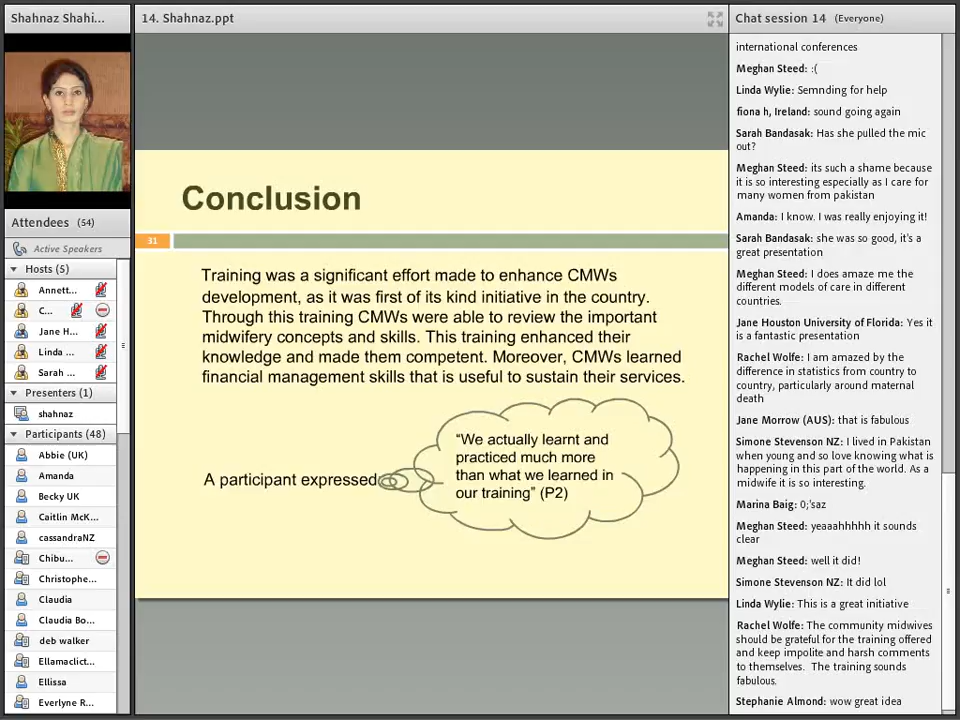 Shahnaz Shahi...
Attendees (54)
Active Speakers
Hosts (5)
Annett...
C...
Jane H...
Linda ...
Sarah ...
Presenters (1)
shahnaz
Participants (48)
Abbie (UK)
Amanda
Becky UK
Caitlin McK...
cassandraNZ
Chibu...
Christophe...
Claudia
Claudia Bo...
deb walker
Ellamaclict...
Ellissa
Everlyne R...
14. Shahnaz.ppt
Conclusion
31
Training was a significant effort made to enhance CMWs
development, as it was first of its kind initiative in the country.
Through this training CMWs were able to review the important
midwifery concepts and skills. This training enhanced their
knowledge and made them competent. Moreover, CMWs learned
financial management skills that is useful to sustain their services.
A participant expressed
“We actually learnt and
practiced much more
than what we learned in
our training” (P2)
Chat session 14 (Everyone)
international conferences
Meghan Steed: :(
Linda Wylie: Semnding for help
fiona h, Ireland: sound going again
Sarah Bandasak: Has she pulled the mic
out?
Meghan Steed: its such a shame because
it is so interesting especially as I care for
many women from pakistan
Amanda: I know. I was really enjoying it!
Sarah Bandasak: she was so good, it's a
great presentation
Meghan Steed: I does amaze me the
different models of care in different
countries.
Jane Houston University of Florida: Yes it
is a fantastic presentation
Rachel Wolfe: I am amazed by the
difference in statistics from country to
country, particularly around maternal
death
Jane Morrow (AUS): that is fabulous
Simone Stevenson NZ: I lived in Pakistan
when young and so love knowing what is
happening in this part of the world. As a
midwife it is so interesting.
Marina Baig: 0;'saz
Meghan Steed: yeaaahhhhh it sounds
clear
Meghan Steed: well it did!
Simone Stevenson NZ: It did lol
Linda Wylie: This is a great initiative
Rachel Wolfe: The community midwives
should be grateful for the training offered
and keep impolite and harsh comments
to themselves.  The training sounds
fabulous.
Stephanie Almond: wow great idea